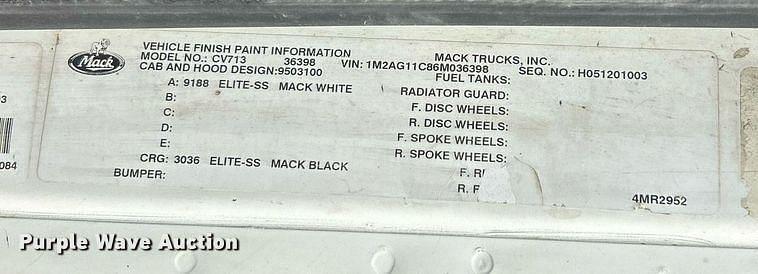 Mack
VEHICLE FINISH PAINT INFORMATION
MACK TRUCKS, INC.
MODEL NO.: CV713 36398 VIN: 1M2AG11C86M036398 SEQ. NO.: H051201003
CAB AND HOOD DESIGN:9503100 FUEL TANKS:
A: 9188 ELITE-SS MACK WHITE
RADIATOR GUARD:
B:
F. DISC WHEELS:
C:
R. DISC WHEELS:
D:
F. SPOKE WHEELS:
E:
R. SPOKE WHEELS:
CRG: 3036 ELITE-SS MACK BLACK
F. RI
BUMPER:
R. F
4MR2952
084
Purple Wave Auction